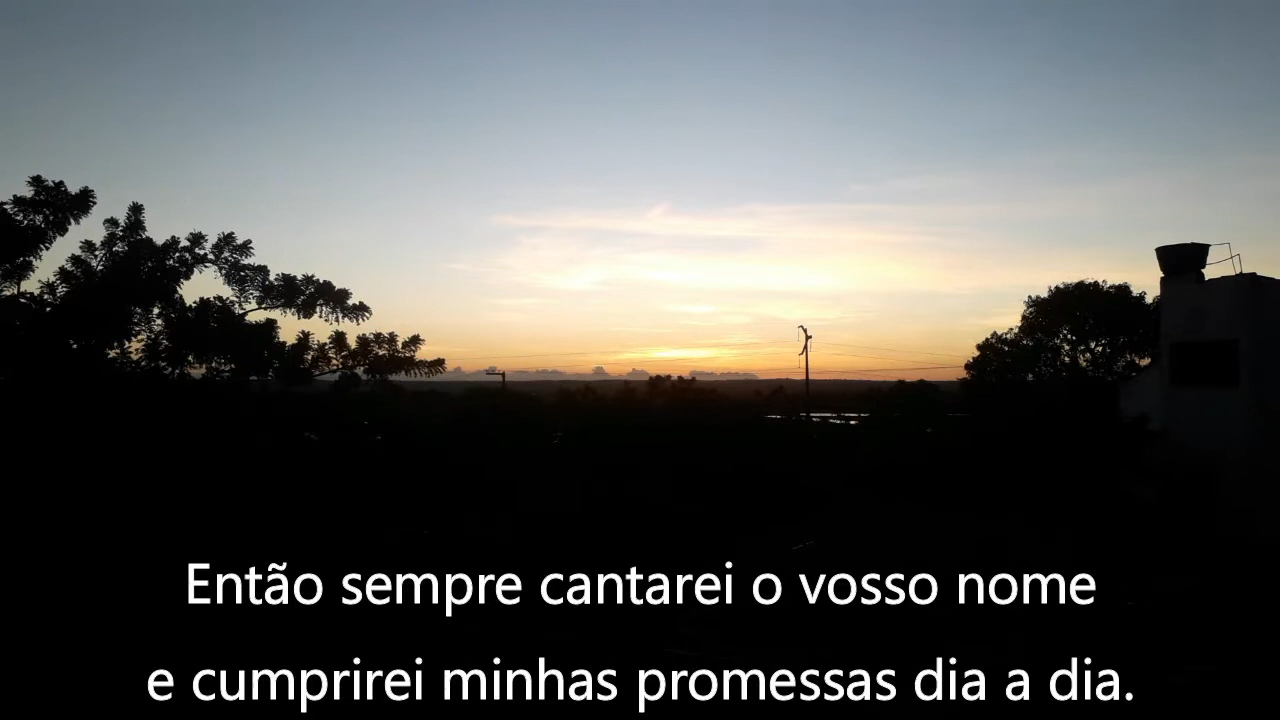 Então sempre cantarei o vosso nome
e cumprirei minhas promessas dia a dia.